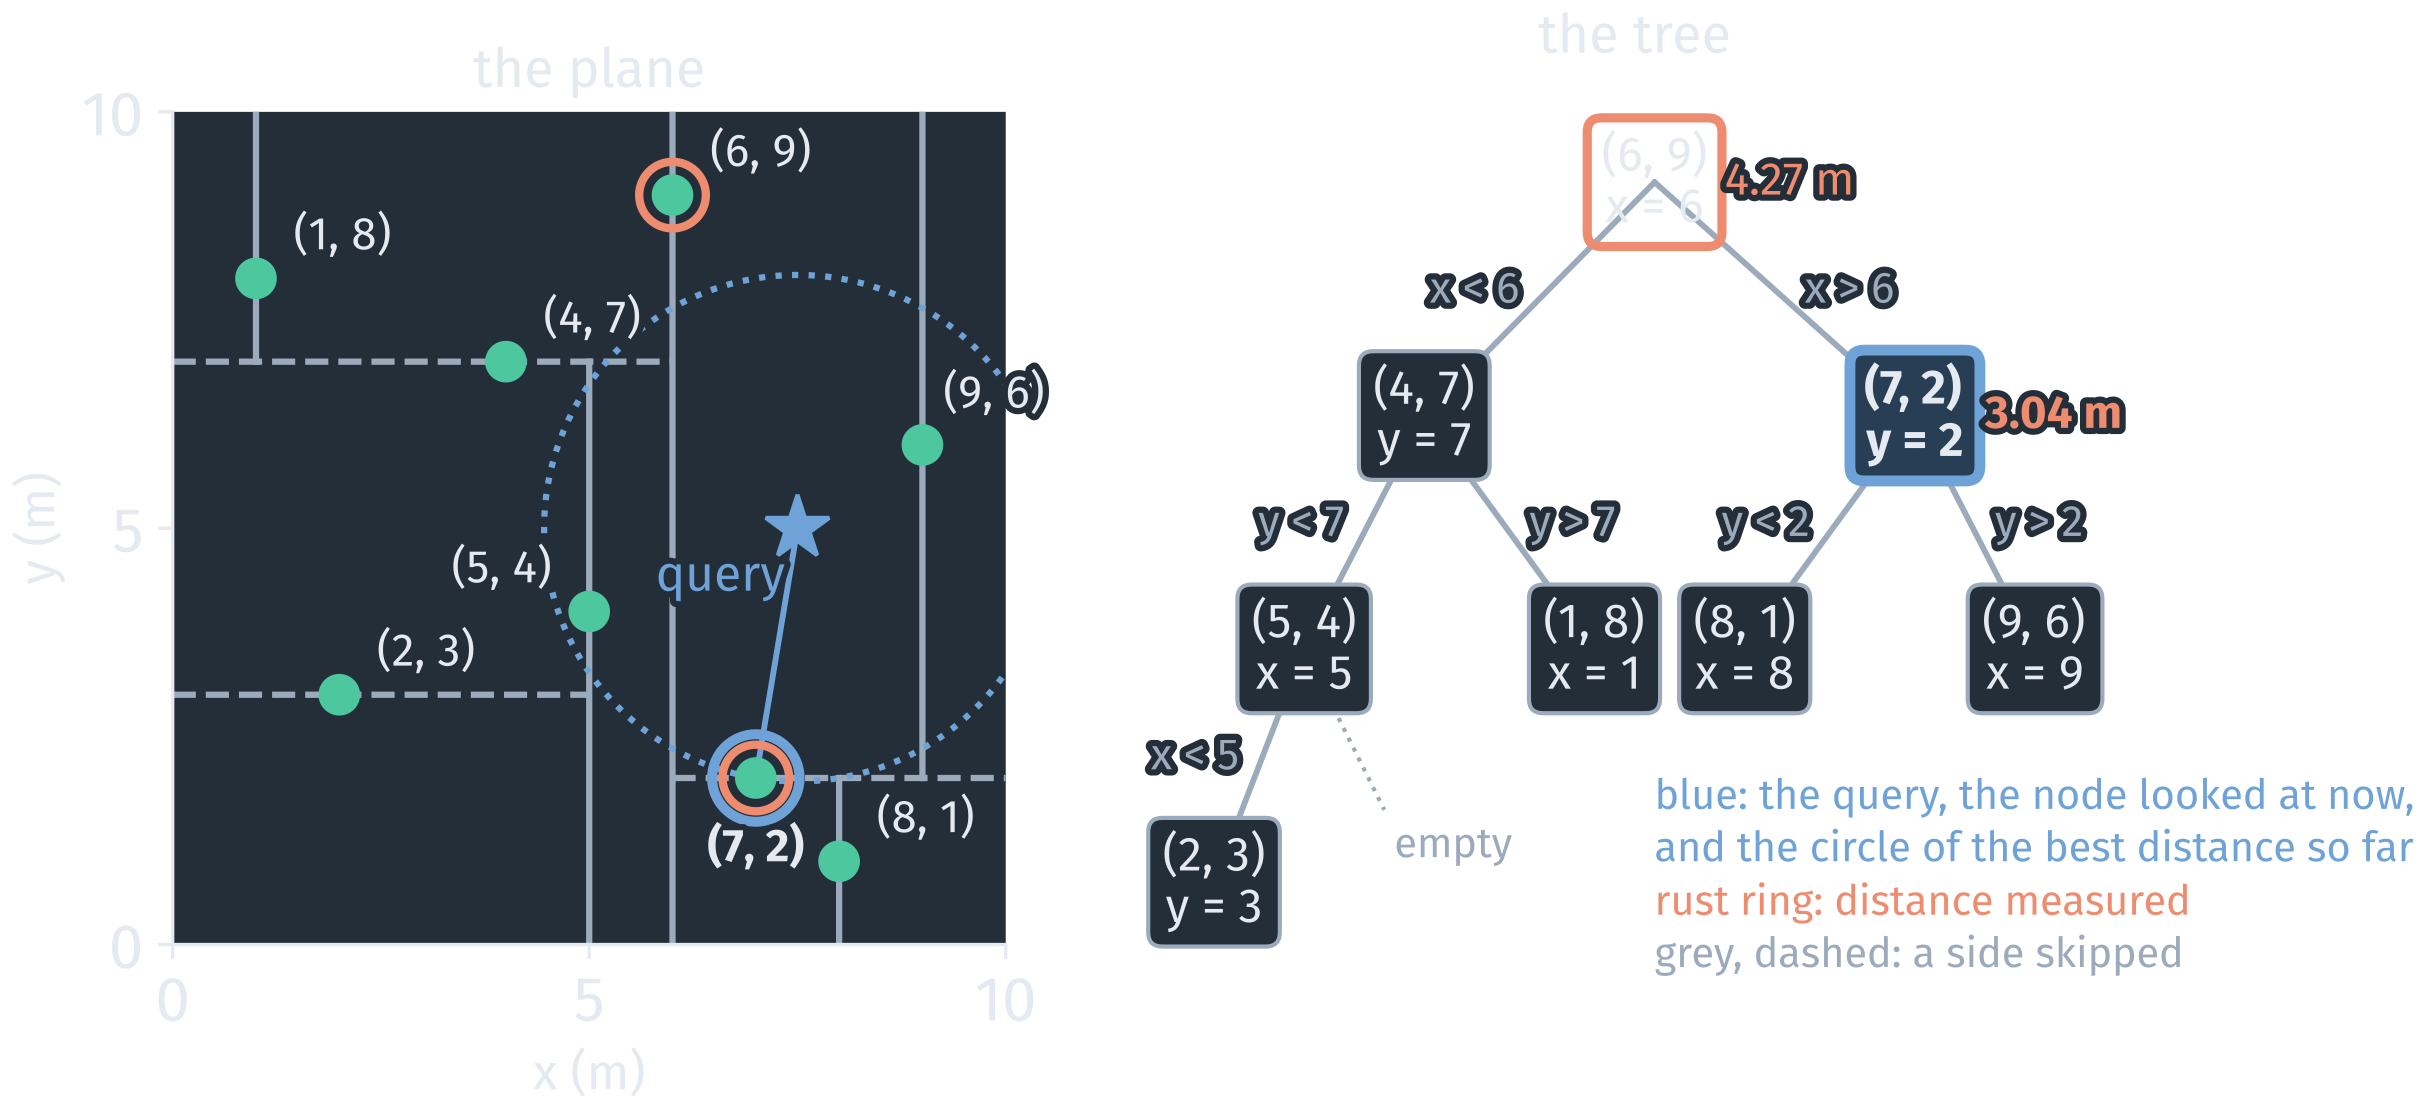 the plane
10
5
0
0
5
10
x (m)
y (m)
(6, 9)
(1, 8)
(4, 7)
(9, 6)
query
(5, 4)
(2, 3)
(8, 1)
(7, 2)
the tree
(6, 9)
x = 6
4.27 m
x<6
x>6
(4, 7)
y = 7
(7, 2)
y = 2
3.04 m
y<7
y>7
y<2
y>2
(5, 4)
x = 5
(1, 8)
x = 1
(8, 1)
x = 8
(9, 6)
x = 9
x<5
empty
(2, 3)
y = 3
blue: the query, the node looked at now,
and the circle of the best distance so far
rust ring: distance measured
grey, dashed: a side skipped